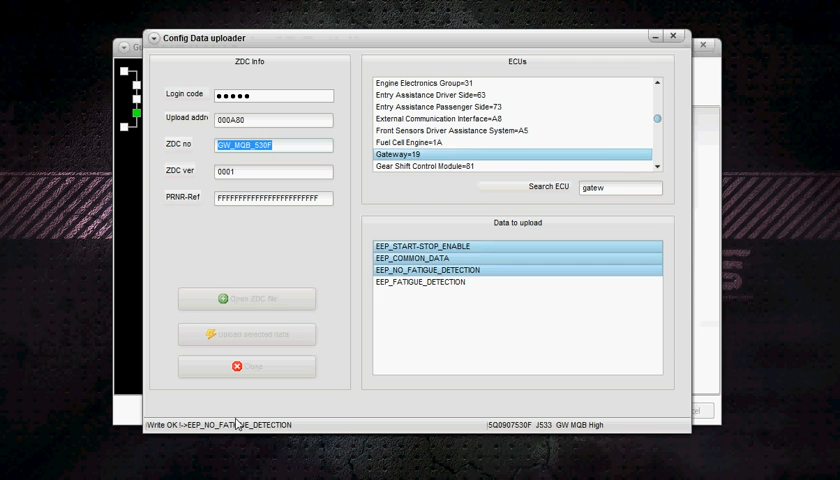 Config Data uploader
ZDC Info
Login code
●●●●●
Upload addre
000A80
ZDC no
GW_MQB_530F
ZDC ver
0001
PRNR-Ref
FFFFFFFFFFFFFFFFFFFFFFFF
Open ZDC file
Upload selected data
Close
ECUs
Engine Electronics Group=31
Entry Assistance Driver Side=63
Entry Assistance Passenger Side=73
External Communication Interface=A8
Front Sensors Driver Assistance System=A5
Fuel Cell Engine=1A
Gateway=19
Gear Shift Control Module=81
Search ECU
gatew
Data to upload
EEP_START-STOP_ENABLE
EEP_COMMON_DATA
EEP_NO_FATIGUE_DETECTION
EEP_FATIGUE_DETECTION
Write OK !->EEP_NO_FATIGUE_DETECTION
5Q0907530F J533 GW MQB High